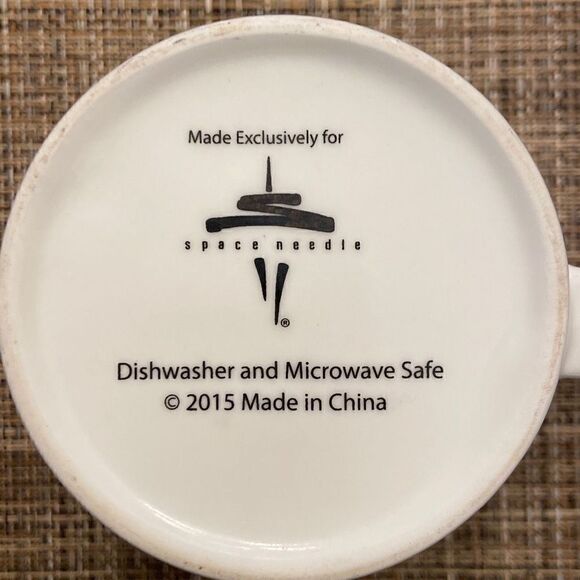 Made Exclusively for
space needle
®
Dishwasher and Microwave Safe
© 2015 Made in China